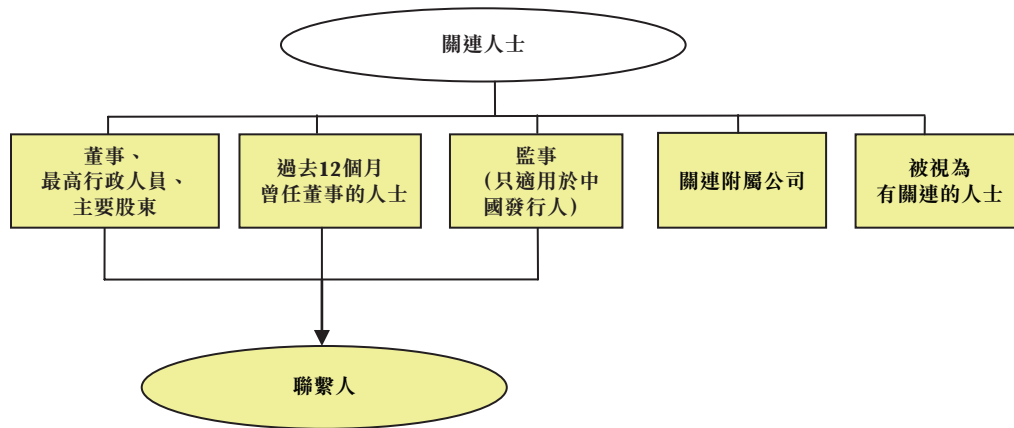 關連人士
董事、
最高行政人員、
主要股東
過去12個月
曾任董事的人士
監事
(只適用於中
國發行人)
關連附屬公司
被視為
有關連的人士
聯繫人